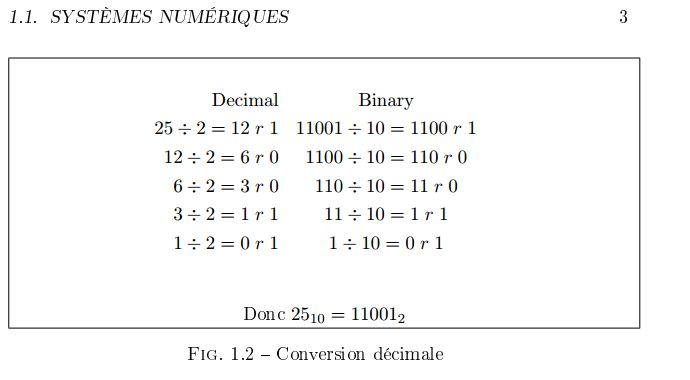 1.1. SYSTÈMES NUMÉRIQUES 3
Decimal Binary
25 ÷ 2 = 12 r 1 11001 ÷ 10 = 1100 r 1
12 ÷ 2 = 6 r 0 1100 ÷ 10 = 110 r 0
6 ÷ 2 = 3 r 0 110 ÷ 10 = 11 r 0
3 ÷ 2 = 1 r 1 11 ÷ 10 = 1 r 1
1 ÷ 2 = 0 r 1 1 ÷ 10 = 0 r 1
Donc 25₁₀ = 11001₂
FIG. 1.2 – Conversion décimale